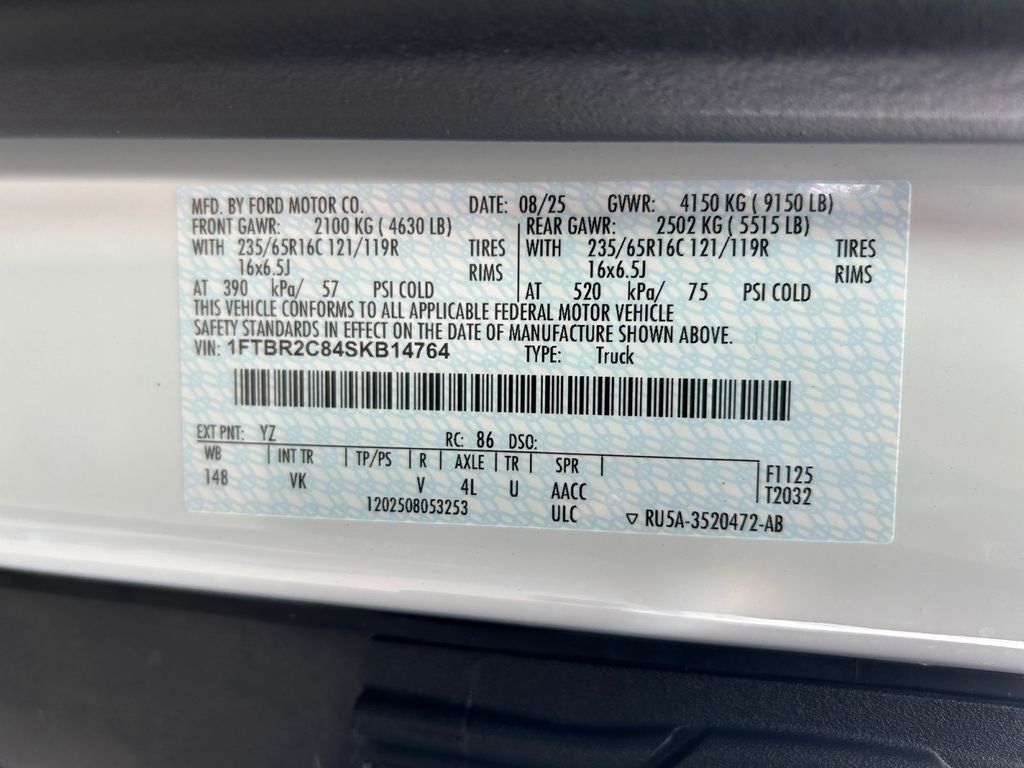 MFD. BY FORD MOTOR CO. DATE: 08/25 GVWR: 4150 KG ( 9150 LB)
FRONT GAWR: 2100 KG ( 4630 LB) REAR GAWR: 2502 KG ( 5515 LB)
WITH 235/65R16C 121/119R TIRES WITH 235/65R16C 121/119R TIRES
16x6.5J RIMS 16x6.5J RIMS
AT 390 kPa/ 57 PSI COLD AT 520 kPa/ 75 PSI COLD
THIS VEHICLE CONFORMS TO ALL APPLICABLE FEDERAL MOTOR VEHICLE
SAFETY STANDARDS IN EFFECT ON THE DATE OF MANUFACTURE SHOWN ABOVE.
VIN: 1FTBR2C84SKB14764 TYPE: Truck
EXT PNT: YZ RC: 86 DSO:
WB INT TR TP/PS R AXLE TR SPR F1125
148 VK V 4L U AACC T2032
1202508053253 ULC ▽ RU5A-3520472-AB